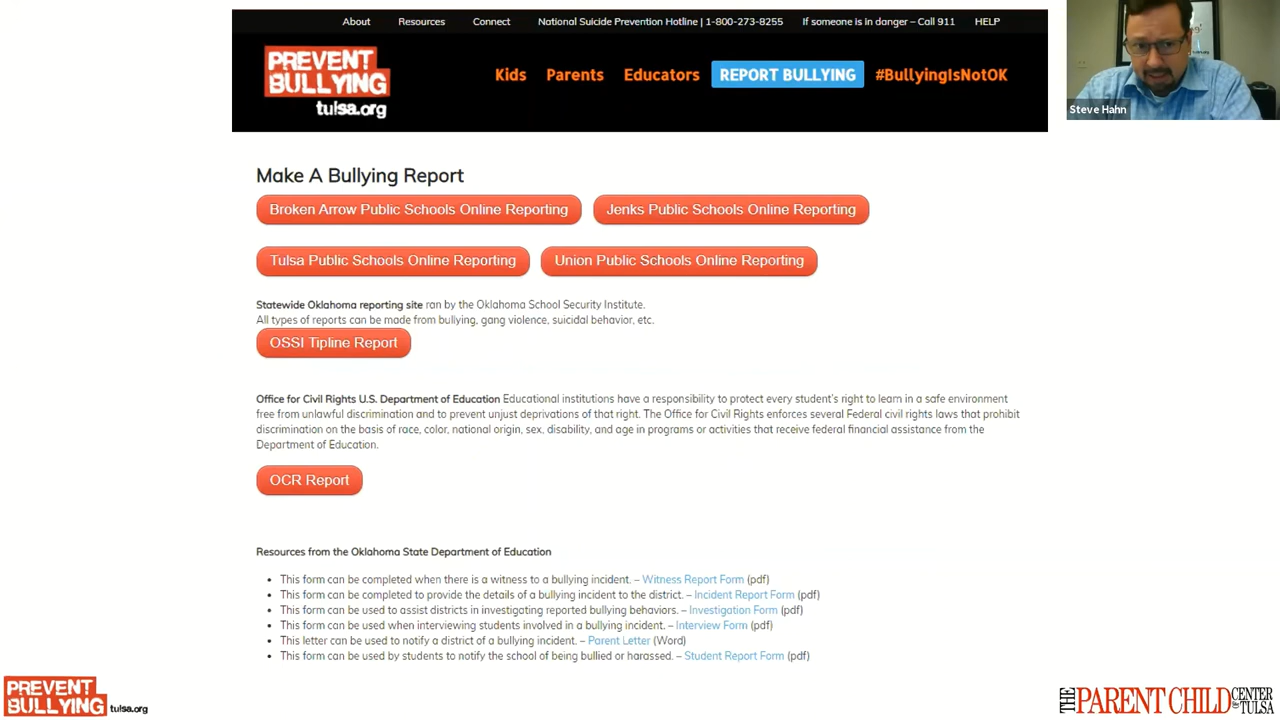 About Resources Connect National Suicide Prevention Hotline | 1-800-273-8255 If someone is in danger – Call 911 HELP
PREVENT
BULLYING
tulsa.org
Kids Parents Educators REPORT BULLYING #BullyingIsNotOK
Steve Hahn
Make A Bullying Report
Broken Arrow Public Schools Online Reporting Jenks Public Schools Online Reporting
Tulsa Public Schools Online Reporting Union Public Schools Online Reporting
Statewide Oklahoma reporting site ran by the Oklahoma School Security Institute.
All types of reports can be made from bullying, gang violence, suicidal behavior, etc.
OSSI Tipline Report
Office for Civil Rights U.S. Department of Education Educational institutions have a responsibility to protect every student's right to learn in a safe environment
free from unlawful discrimination and to prevent unjust deprivations of that right. The Office for Civil Rights enforces several Federal civil rights laws that prohibit
discrimination on the basis of race, color, national origin, sex, disability, and age in programs or activities that receive federal financial assistance from the
Department of Education.
OCR Report
Resources from the Oklahoma State Department of Education
• This form can be completed when there is a witness to a bullying incident. – Witness Report Form (pdf)
• This form can be completed to provide the details of a bullying incident to the district. – Incident Report Form (pdf)
• This form can be used to assist districts in investigating reported bullying behaviors. – Investigation Form (pdf)
• This form can be used when interviewing students involved in a bullying incident. – Interview Form (pdf)
• This letter can be used to notify a district of a bullying incident. – Parent Letter (Word)
• This form can be used by students to notify the school of being bullied or harassed. – Student Report Form (pdf)
PREVENT
BULLYING tulsa.org
THE PARENT CHILD CENTER of TULSA